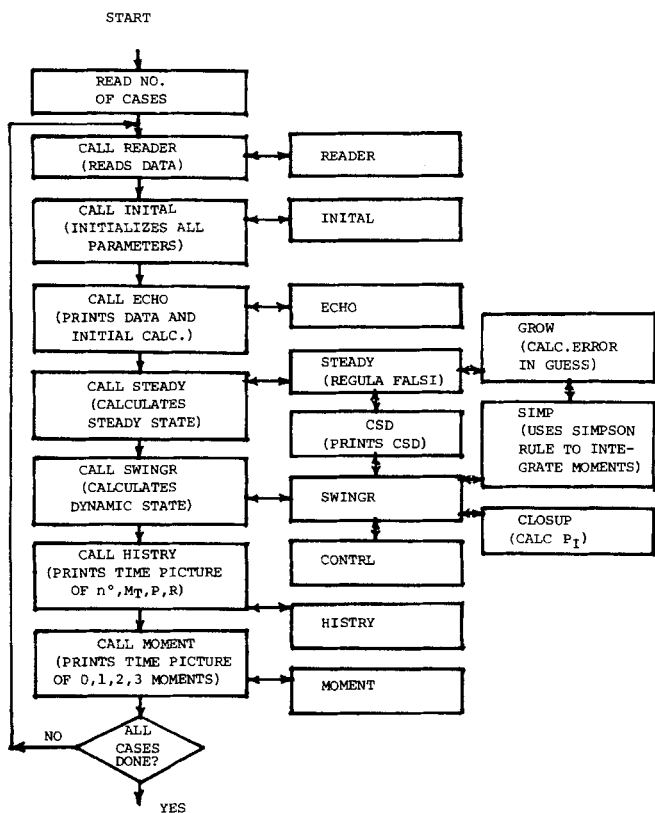 START
READ NO.
OF CASES
CALL READER
(READS DATA)
READER
CALL INITAL
(INITIALIZES ALL
PARAMETERS)
INITAL
CALL ECHO
(PRINTS DATA AND
INITIAL CALC.)
ECHO
GROW
(CALC.ERROR
IN GUESS)
CALL STEADY
(CALCULATES
STEADY STATE)
STEADY
(REGULA FALSI)
CSD
(PRINTS CSD)
SIMP
(USES SIMPSON
RULE TO INTE-
GRATE MOMENTS)
CALL SWINGR
(CALCULATES
DYNAMIC STATE)
SWINGR
CLOSUP
(CALC P_I)
CALL HISTRY
(PRINTS TIME PICTURE
OF n°,M_T,P,R)
CONTRL
HISTRY
CALL MOMENT
(PRINTS TIME PICTURE
OF 0,1,2,3 MOMENTS)
MOMENT
NO
ALL
CASES
DONE?
YES